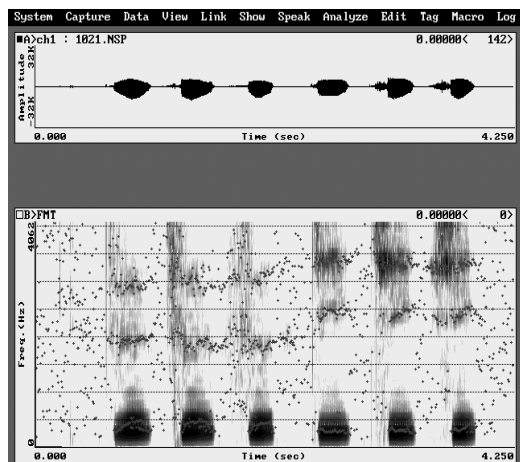 System Capture Data View Link Show Speak Analyze Edit Tag Macro Log
■A>ch1 : 1021.NSP 0.00000< 142>
Amplitude
32K
-32K
0.000 Time (sec) 4.250
□B>FMT 0.00000< 0>
Freq.(Hz)
4062
0
0.000 Time (sec) 4.250